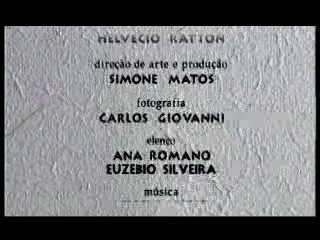 HELVECIO RATTON
direção de arte e produção
SIMONE MATOS
fotografia
CARLOS GIOVANNI
elenco
ANA ROMANO
EUZEBIO SILVEIRA
música